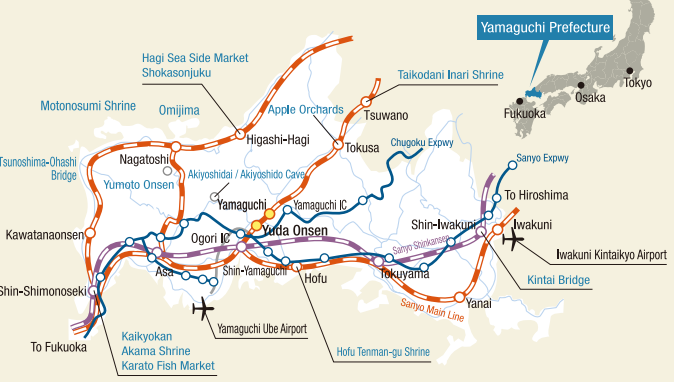 Yamaguchi Prefecture
Tokyo
Osaka
Fukuoka
Hagi Sea Side Market
Shokasonjuku
Taikodani Inari Shrine
Motonosumi Shrine
Omijima
Apple Orchards
Tsuwano
Higashi-Hagi
Tokusa
Chugoku Expwy
Nagatoshi
Tsunoshima-Ohashi
Bridge
Akiyoshidai / Akiyoshido Cave
Sanyo Expwy
Yumoto Onsen
Yamaguchi
Yamaguchi IC
To Hiroshima
Kawatanaonsen
Ogori IC
Yuda Onsen
Shin-Iwakuni
Iwakuni
Sanyo Shinkansen
Iwakuni Kintaikyo Airport
Asa
Shin-Yamaguchi
Hofu
Tokuyama
Kintai Bridge
Shin-Shimonoseki
Sanyo Main Line
Yanai
To Fukuoka
Kaikyokan
Akama Shrine
Karato Fish Market
Yamaguchi Ube Airport
Hofu Tenman-gu Shrine